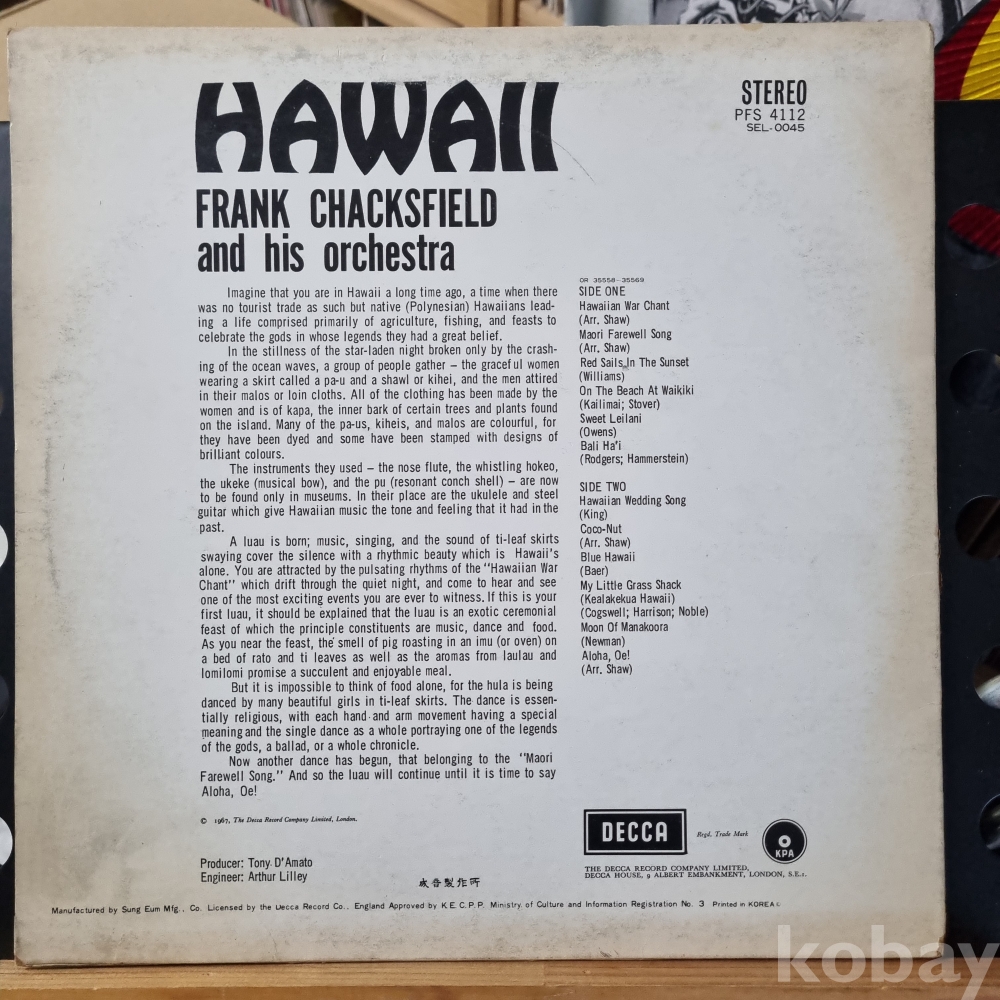 HAWAII
FRANK CHACKSFIELD
and his orchestra
STEREO
PFS 4112
SEL-0045
Imagine that you are in Hawaii a long time ago, a time when there
was no tourist trade as such but native (Polynesian) Hawaiians lead-
ing a life comprised primarily of agriculture, fishing, and feasts to
celebrate the gods in whose legends they had a great belief.
In the stillness of the star-laden night broken only by the crash-
ing of the ocean waves, a group of people gather – the graceful women
wearing a skirt called a pa-u and a shawl or kihei, and the men attired
in their malos or loin cloths. All of the clothing has been made by the
women and is of kapa, the inner bark of certain trees and plants found
on the island. Many of the pa-us, kiheis, and malos are colourful, for
they have been dyed and some have been stamped with designs of
brilliant colours.
The instruments they used – the nose flute, the whistling hokeo,
the ukeke (musical bow), and the pu (resonant conch shell) – are now
to be found only in museums. In their place are the ukulele and steel
guitar which give Hawaiian music the tone and feeling that it had in the
past.
A luau is born; music, singing, and the sound of ti-leaf skirts
swaying cover the silence with a rhythmic beauty which is Hawaii's
alone. You are attracted by the pulsating rhythms of the "Hawaiian War
Chant" which drift through the quiet night, and come to hear and see
one of the most exciting events you are ever to witness. If this is your
first luau, it should be explained that the luau is an exotic ceremonial
feast of which the principle constituents are music, dance and food.
As you near the feast, the smell of pig roasting in an imu (or oven) on
a bed of rato and ti leaves as well as the aromas from laulau and
lomilomi promise a succulent and enjoyable meal.
But it is impossible to think of food alone, for the hula is being
danced by many beautiful girls in ti-leaf skirts. The dance is essen-
tially religious, with each hand and arm movement having a special
meaning and the single dance as a whole portraying one of the legends
of the gods, a ballad, or a whole chronicle.
Now another dance has begun, that belonging to the "Maori
Farewell Song." And so the luau will continue until it is time to say
Aloha, Oe!
OR 35558-35569
SIDE ONE
Hawaiian War Chant
(Arr. Shaw)
Maori Farewell Song
(Arr. Shaw)
Red Sails In The Sunset
(Williams)
On The Beach At Waikiki
(Kailimai; Stover)
Sweet Leilani
(Owens)
Bali Ha'i
(Rodgers; Hammerstein)
SIDE TWO
Hawaiian Wedding Song
(King)
Coco-Nut
(Arr. Shaw)
Blue Hawaii
(Baer)
My Little Grass Shack
(Kealakekua Hawaii)
(Cogswell; Harrison; Noble)
Moon Of Manakoora
(Newman)
Aloha, Oe!
(Arr. Shaw)
© 1967, The Decca Record Company Limited, London.
Producer: Tony D'Amato
Engineer: Arthur Lilley
成音製作所
DECCA
Regd. Trade Mark
KPA
THE DECCA RECORD COMPANY LIMITED,
DECCA HOUSE, 9 ALBERT EMBANKMENT, LONDON, S.E.1.
Manufactured by Sung Eum Mfg., Co. Licensed by the Decca Record Co., England Approved by K.E.C.P.P. Ministry of Culture and Information Registration No. 3 Printed in KOREA
kobay